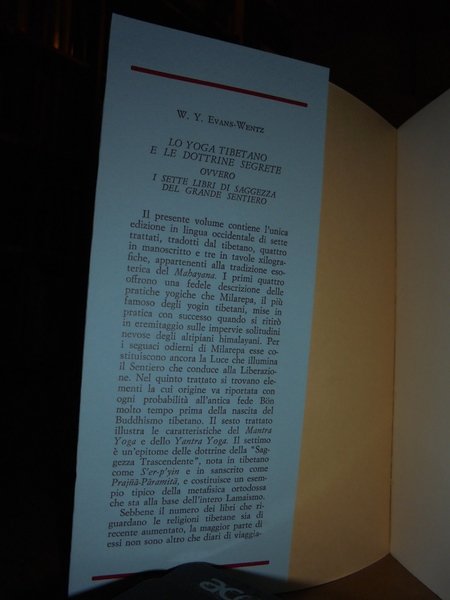 W. Y. Evans-Wentz
LO YOGA TIBETANO
E LE DOTTRINE SEGRETE
OVVERO
I SETTE LIBRI DI SAGGEZZA
DEL GRANDE SENTIERO
Il presente volume contiene l'unica
edizione in lingua occidentale di sette
trattati, tradotti dal tibetano, quattro
in manoscritto e tre in tavole xilogra-
fiche, appartenenti alla tradizione eso-
terica del Mahayana. I primi quattro
offrono una fedele descrizione delle
pratiche yogiche che Milarepa, il più
famoso degli yogin tibetani, mise in
pratica con successo quando si ritirò
in eremitaggio sulle impervie solitudini
nevose degli altipiani himalayani. Per
i seguaci odierni di Milarepa esse co-
stituiscono ancora la Luce che illumina
il Sentiero che conduce alla Liberazio-
ne. Nel quinto trattato si trovano ele-
menti la cui origine va riportata con
ogni probabilità all'antica fede Bön
molto tempo prima della nascita del
Buddhismo tibetano. Il sesto trattato
illustra le caratteristiche del Mantra
Yoga e dello Yantra Yoga. Il settimo
è un'epitome delle dottrine della "Sag-
gezza Trascendente", nota in tibetano
come S'er-p'yin e in sanscrito come
Prajñā-Pāramitā, e costituisce un esem-
pio tipico della metafisica ortodossa
che sta alla base dell'intero Lamaismo.
Sebbene il numero dei libri che ri-
guardano le religioni tibetane sia di
recente aumentato, la maggior parte di
essi non sono altro che diari di viaggia-
acer